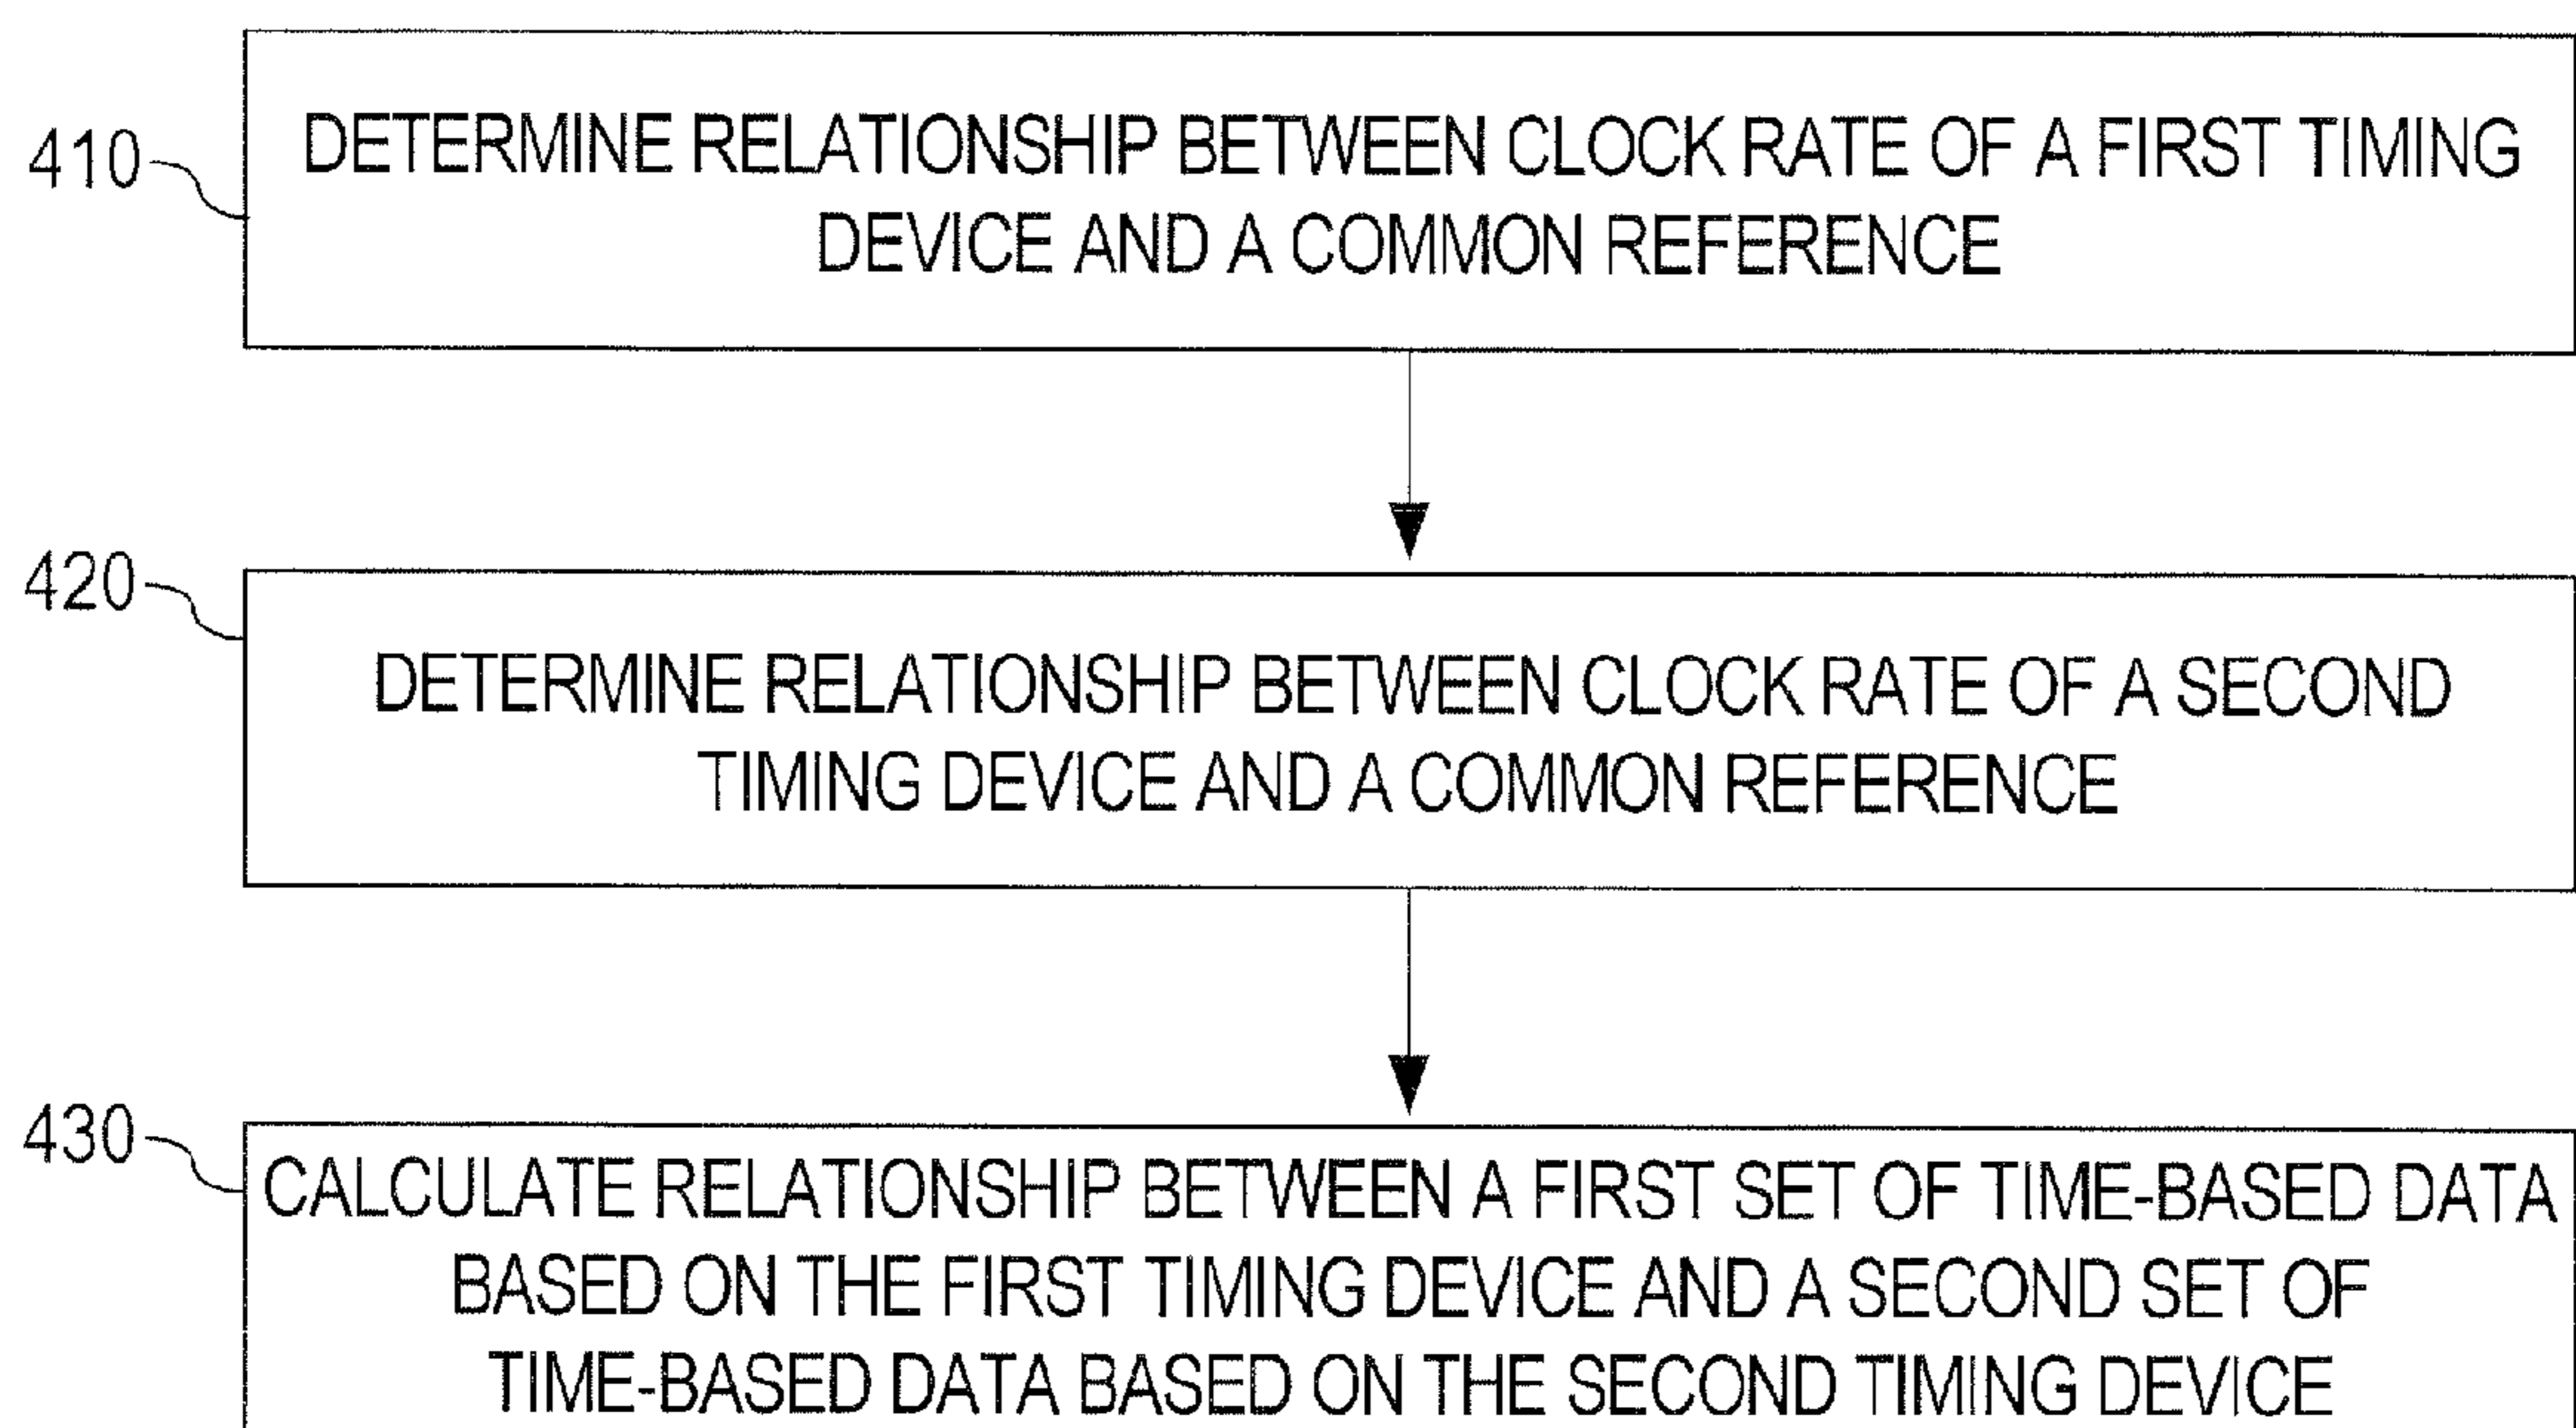 410
DETERMINE RELATIONSHIP BETWEEN CLOCK RATE OF A FIRST TIMING
DEVICE AND A COMMON REFERENCE
420
DETERMINE RELATIONSHIP BETWEEN CLOCK RATE OF A SECOND
TIMING DEVICE AND A COMMON REFERENCE
430
CALCULATE RELATIONSHIP BETWEEN A FIRST SET OF TIME-BASED DATA
BASED ON THE FIRST TIMING DEVICE AND A SECOND SET OF
TIME-BASED DATA BASED ON THE SECOND TIMING DEVICE